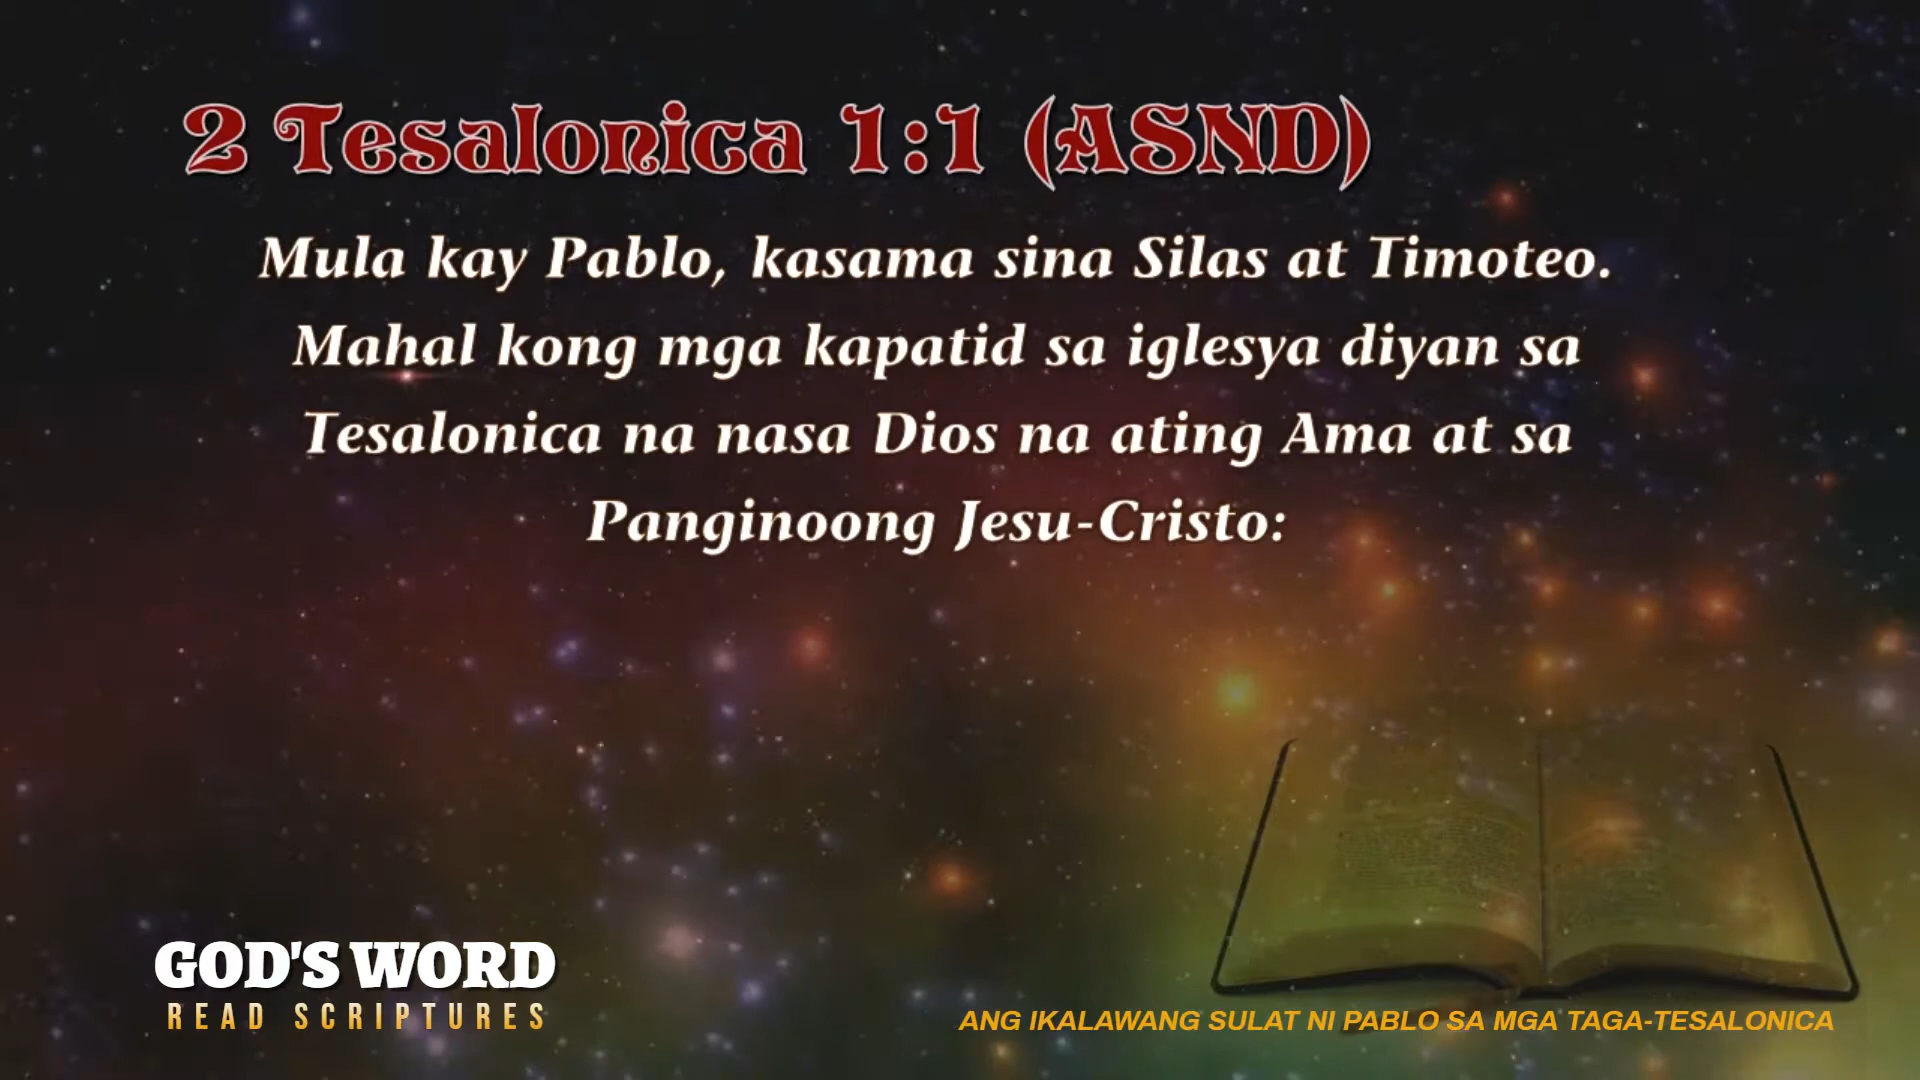 2 Tesalonica 1:1 (ASND)
Mula kay Pablo, kasama sina Silas at Timoteo.
Mahal kong mga kapatid sa iglesya diyan sa
Tesalonica na nasa Dios na ating Ama at sa
Panginoong Jesu-Cristo:
GOD'S WORD
READ SCRIPTURES
ANG IKALAWANG SULAT NI PABLO SA MGA TAGA-TESALONICA